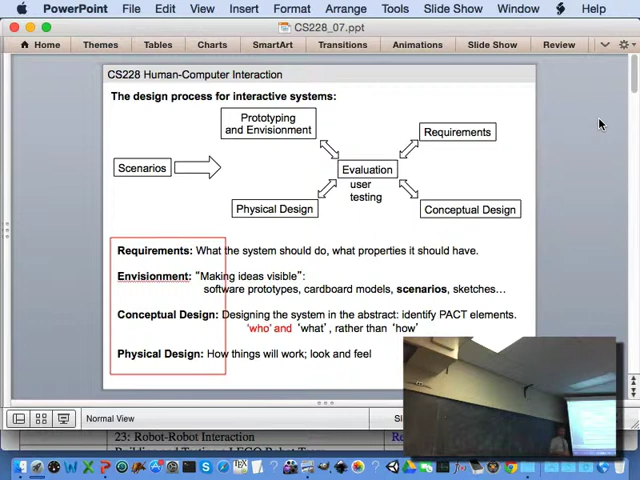 PowerPoint File Edit View Insert Format Arrange Tools Slide Show Window Help
CS228_07.ppt
Home Themes Tables Charts SmartArt Transitions Animations Slide Show Review
CS228 Human-Computer Interaction
The design process for interactive systems:
Prototyping
and Envisionment
Requirements
Scenarios
Evaluation
user
testing
Physical Design
Conceptual Design
Requirements: What the system should do, what properties it should have.
Envisionment: “Making ideas visible”:
software prototypes, cardboard models, scenarios, sketches…
Conceptual Design: Designing the system in the abstract: identify PACT elements.
‘who’ and ‘what’, rather than ‘how’
Physical Design: How things will work; look and feel
Normal View
23: Robot-Robot Interaction